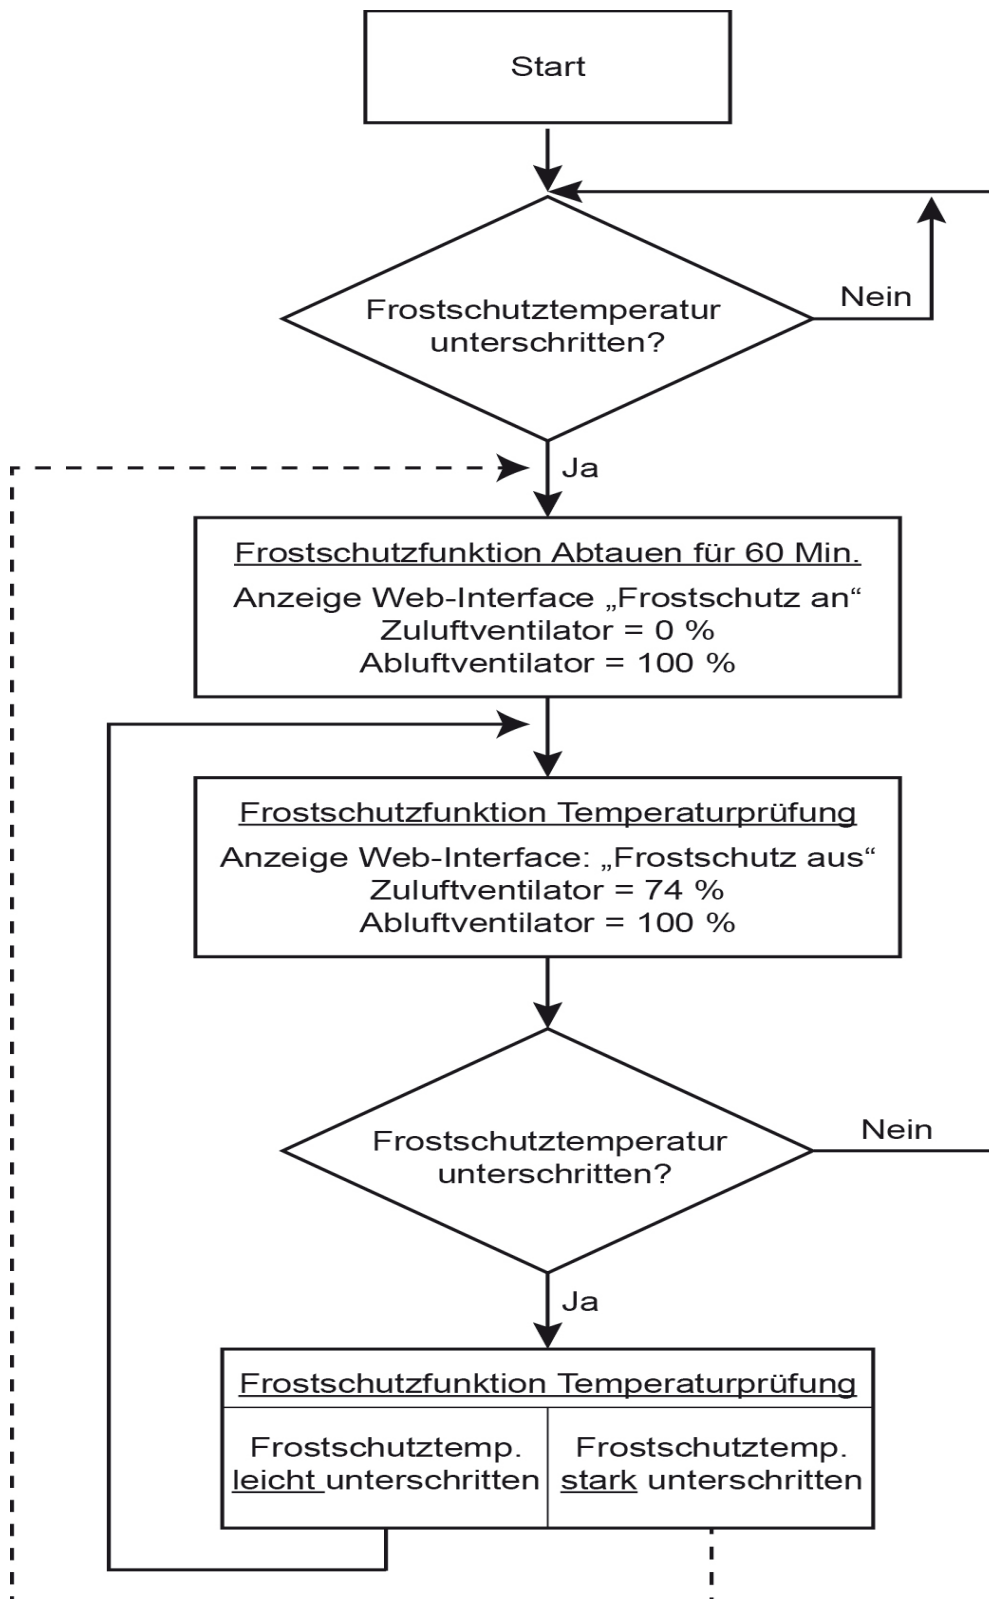 Start
Frostschutztemperatur
unterschritten?
Nein
Ja
Frostschutzfunktion Abtauen für 60 Min.
Anzeige Web-Interface „Frostschutz an“
Zuluftventilator = 0 %
Abluftventilator = 100 %
Frostschutzfunktion Temperaturprüfung
Anzeige Web-Interface: „Frostschutz aus“
Zuluftventilator = 74 %
Abluftventilator = 100 %
Frostschutztemperatur
unterschritten?
Nein
Ja
Frostschutzfunktion Temperaturprüfung
Frostschutztemp.
leicht unterschritten
Frostschutztemp.
stark unterschritten